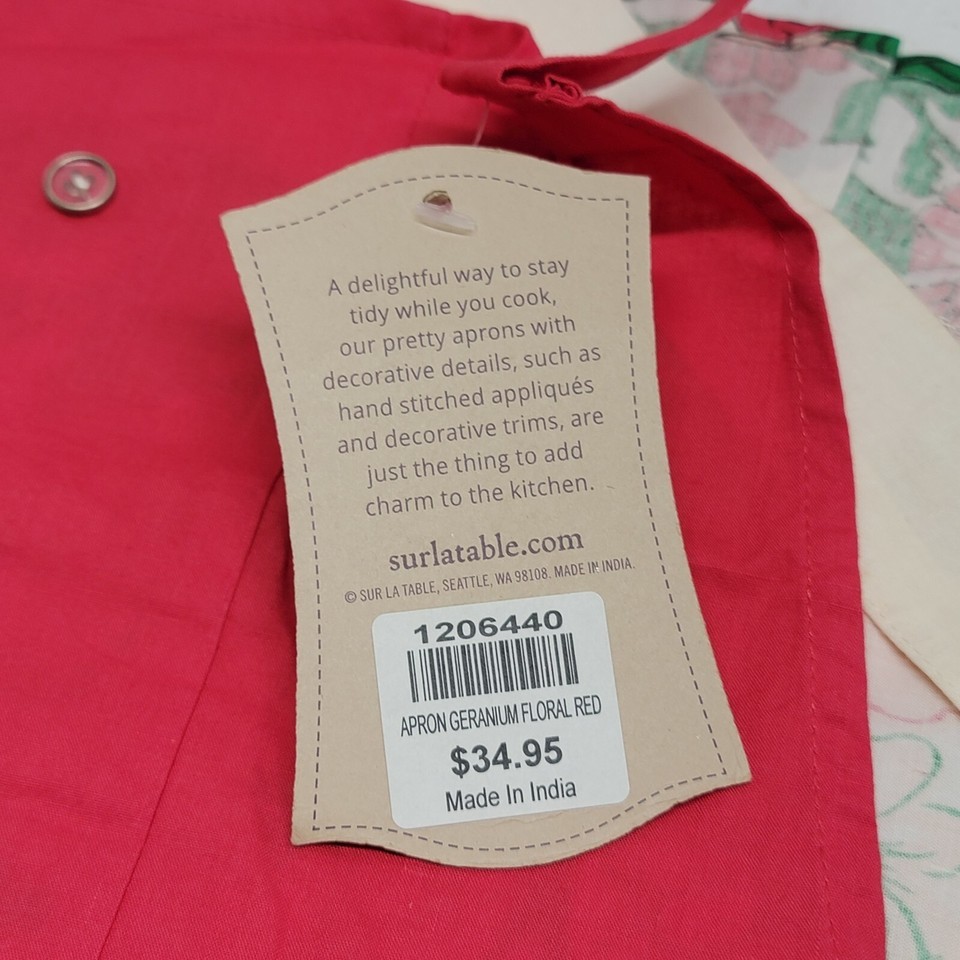 A delightful way to stay
tidy while you cook,
our pretty aprons with
decorative details, such as
hand stitched appliqués
and decorative trims, are
just the thing to add
charm to the kitchen.
surlatable.com
© SUR LA TABLE, SEATTLE, WA 98108. MADE IN INDIA.
1206440
APRON GERANIUM FLORAL RED
$34.95
Made In India